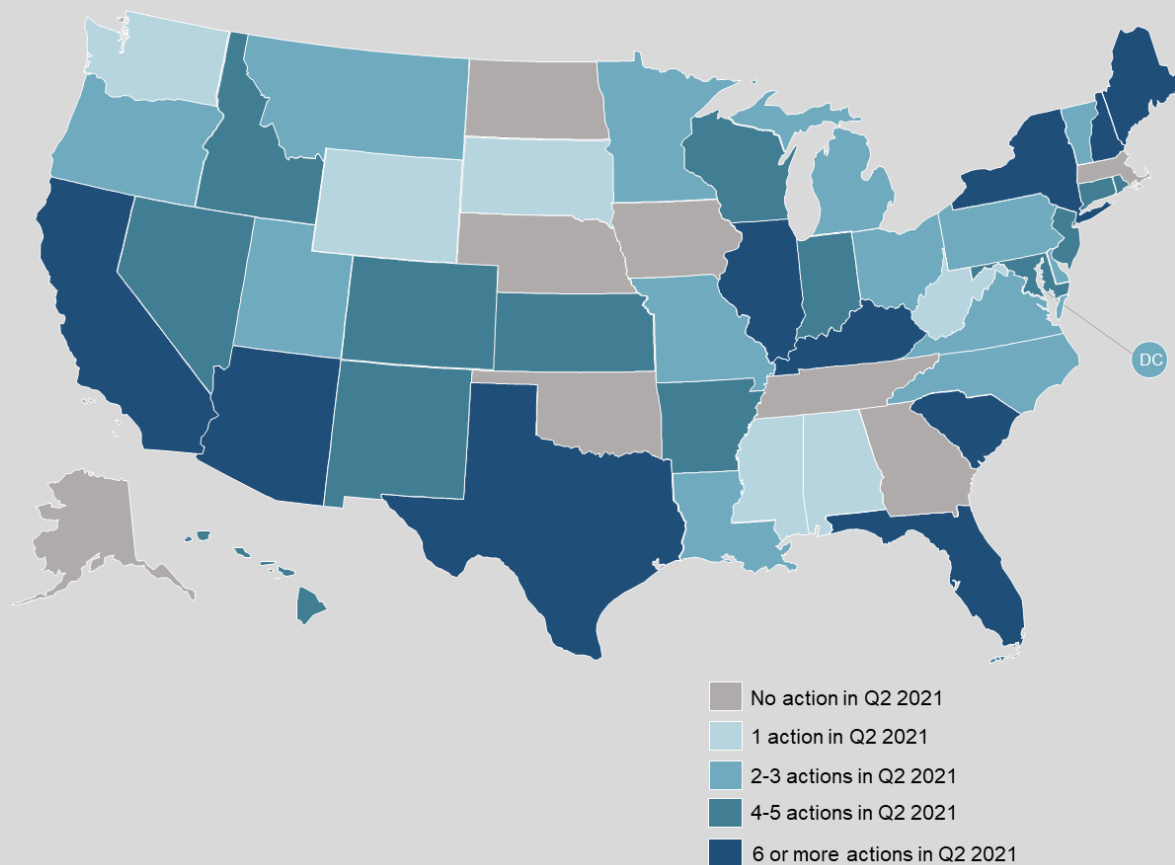 DC
No action in Q2 2021
1 action in Q2 2021
2-3 actions in Q2 2021
4-5 actions in Q2 2021
6 or more actions in Q2 2021